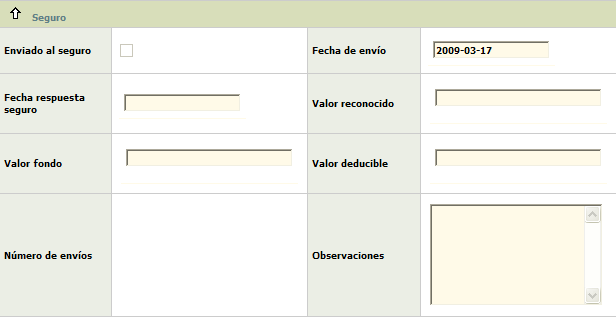 Seguro
Enviado al seguro
Fecha de envío
2009-03-17
Fecha respuesta
seguro
Valor reconocido
Valor fondo
Valor deducible
Número de envíos
Observaciones